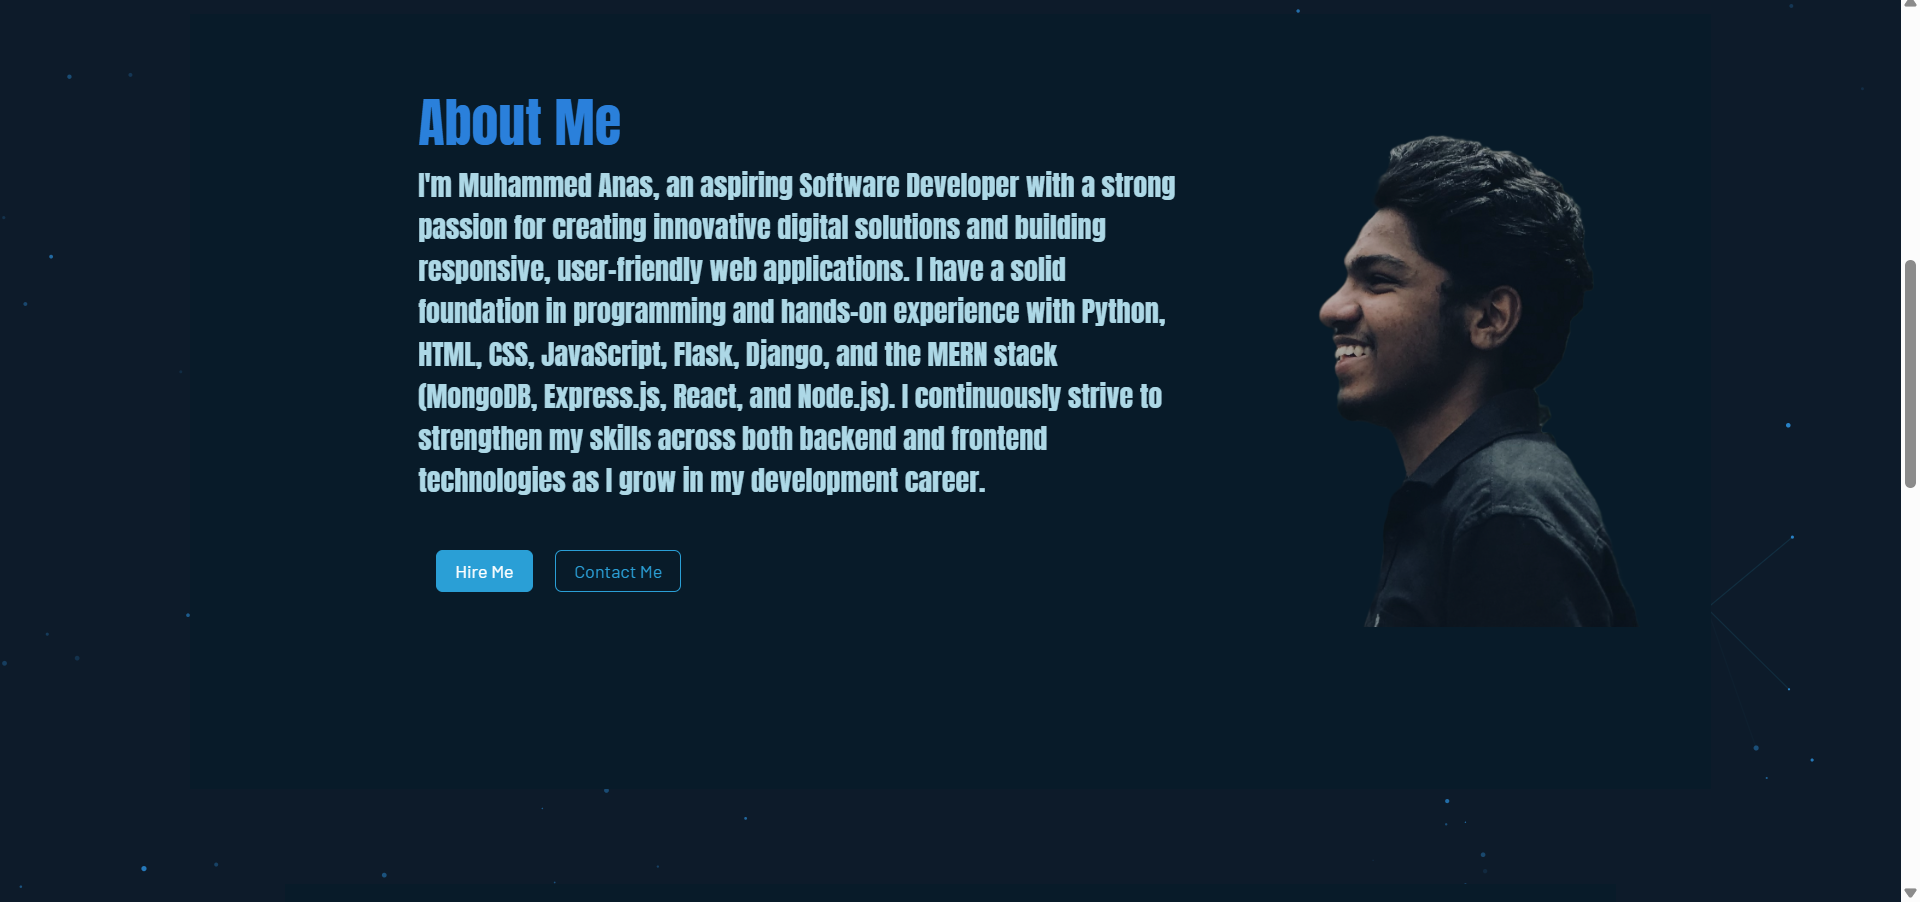 About Me
I'm Muhammed Anas, an aspiring Software Developer with a strong
passion for creating innovative digital solutions and building
responsive, user-friendly web applications. I have a solid
foundation in programming and hands-on experience with Python,
HTML, CSS, JavaScript, Flask, Django, and the MERN stack
(MongoDB, Express.js, React, and Node.js). I continuously strive to
strengthen my skills across both backend and frontend
technologies as I grow in my development career.
Hire Me
Contact Me